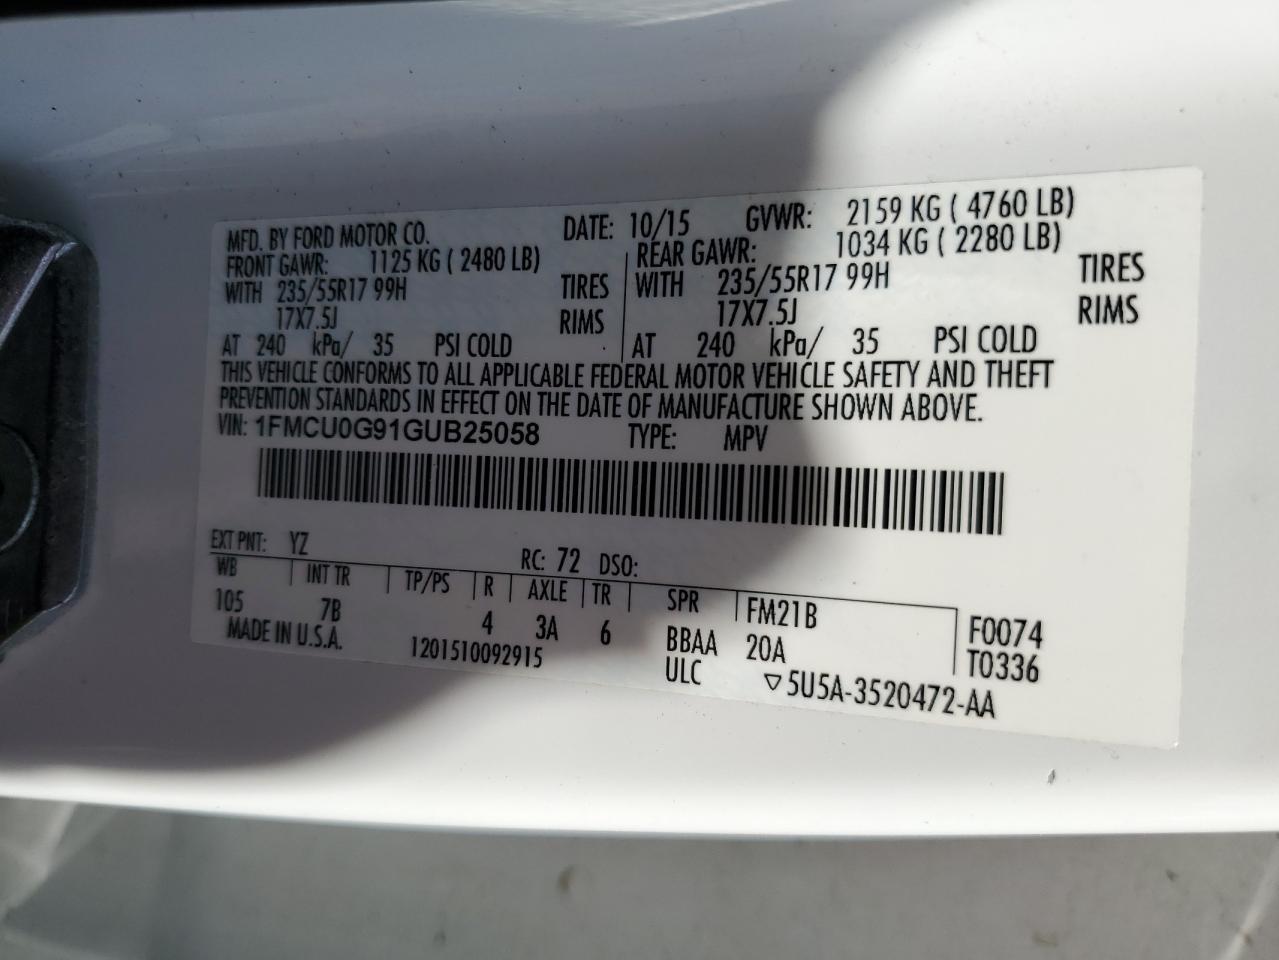 MFD. BY FORD MOTOR CO. DATE: 10/15 GVWR: 2159 KG ( 4760 LB)
FRONT GAWR: 1125 KG ( 2480 LB) REAR GAWR: 1034 KG ( 2280 LB)
WITH 235/55R17 99H TIRES WITH 235/55R17 99H TIRES
17X7.5J RIMS 17X7.5J RIMS
AT 240 kPa/ 35 PSI COLD AT 240 kPa/ 35 PSI COLD
THIS VEHICLE CONFORMS TO ALL APPLICABLE FEDERAL MOTOR VEHICLE SAFETY AND THEFT
PREVENTION STANDARDS IN EFFECT ON THE DATE OF MANUFACTURE SHOWN ABOVE.
VIN: 1FMCU0G91GUB25058 TYPE: MPV
EXT PNT: YZ RC: 72 DSO:
WB INT TR TP/PS R AXLE TR SPR FM21B F0074
105 7B 4 3A 6 BBAA 20A T0336
MADE IN U.S.A. 1201510092915 ULC ▽5U5A-3520472-AA